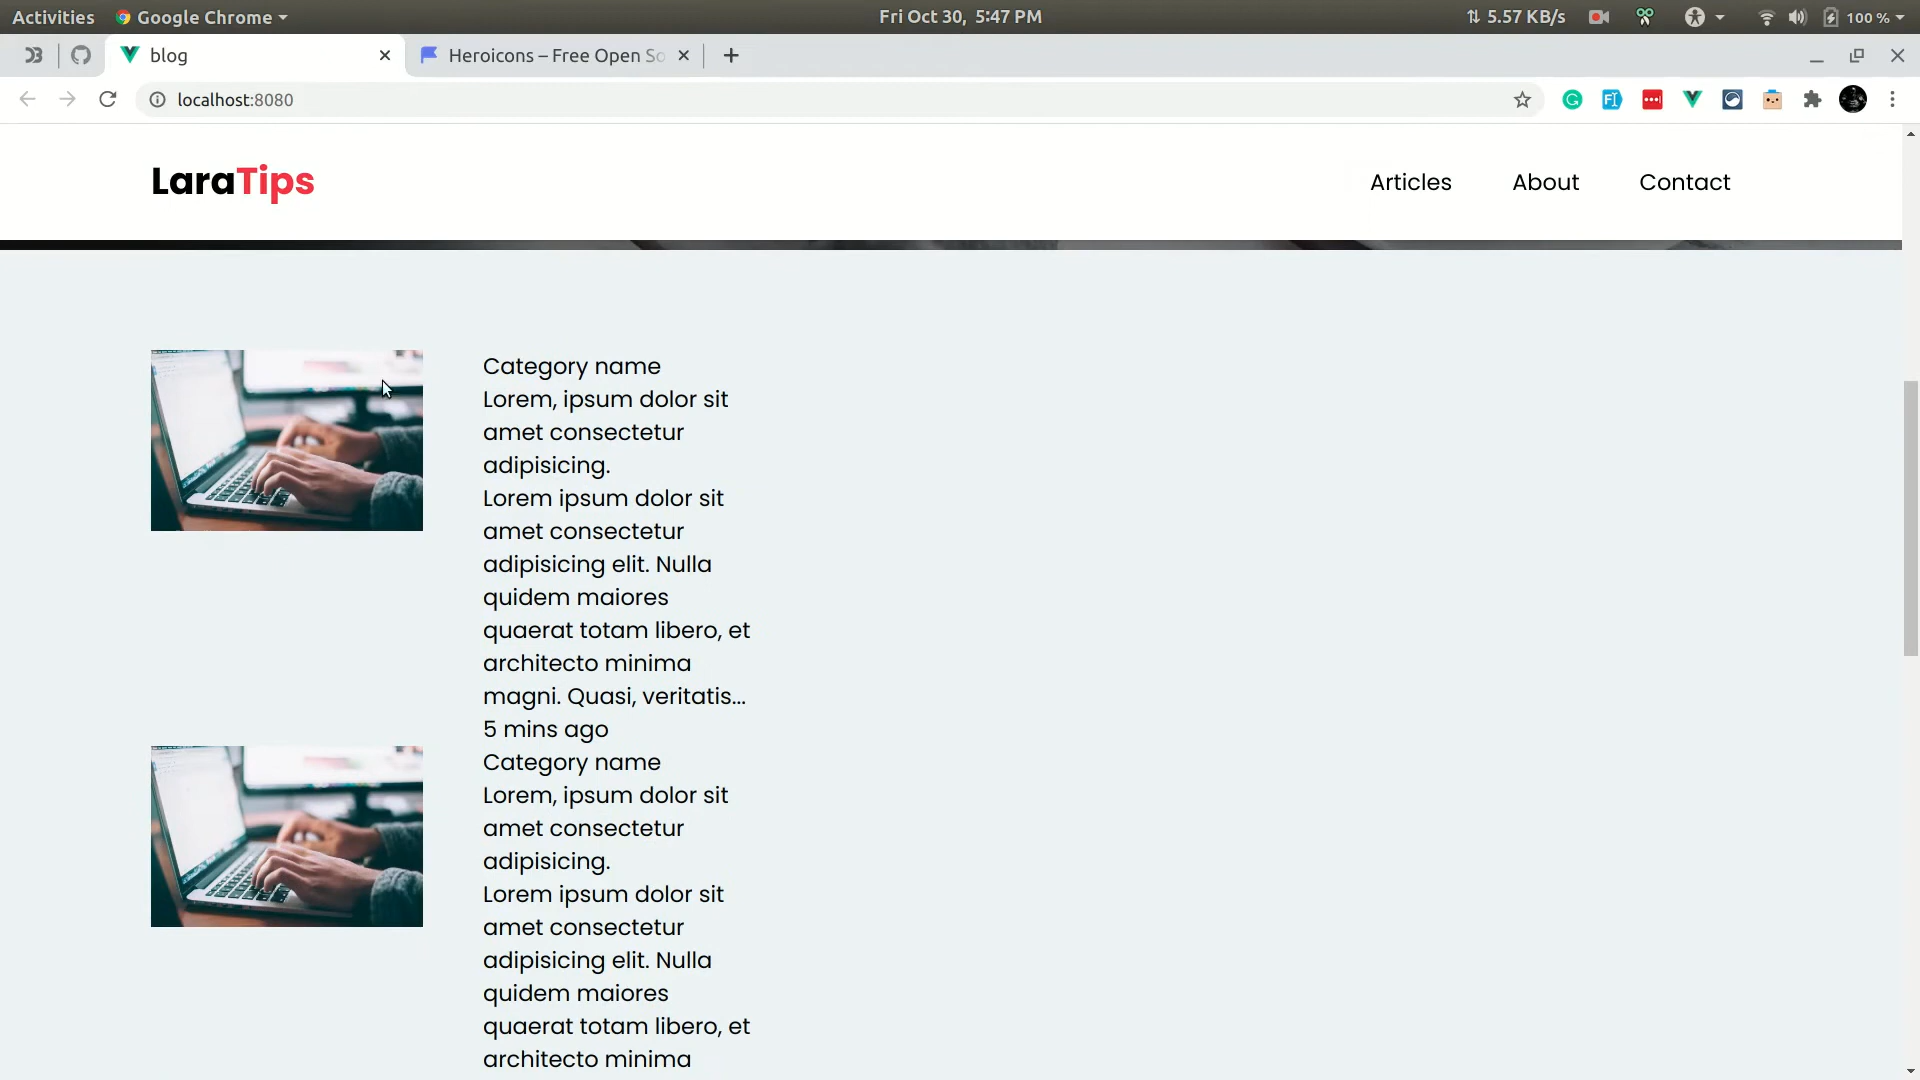 Activities Google Chrome Fri Oct 30, 5:47 PM 5.57 KB/s 100 %
blog Heroicons – Free Open So
localhost:8080
LaraTips Articles About Contact
Category name
Lorem, ipsum dolor sit
amet consectetur
adipisicing.
Lorem ipsum dolor sit
amet consectetur
adipisicing elit. Nulla
quidem maiores
quaerat totam libero, et
architecto minima
magni. Quasi, veritatis...
5 mins ago
Category name
Lorem, ipsum dolor sit
amet consectetur
adipisicing.
Lorem ipsum dolor sit
amet consectetur
adipisicing elit. Nulla
quidem maiores
quaerat totam libero, et
architecto minima